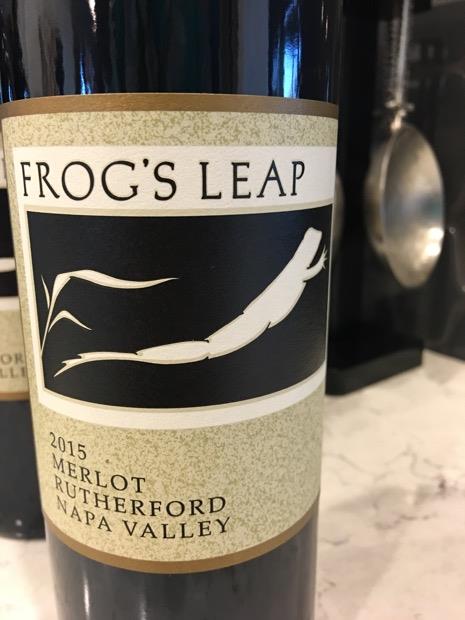 FROG'S LEAP
2015
MERLOT
RUTHERFORD
NAPA VALLEY